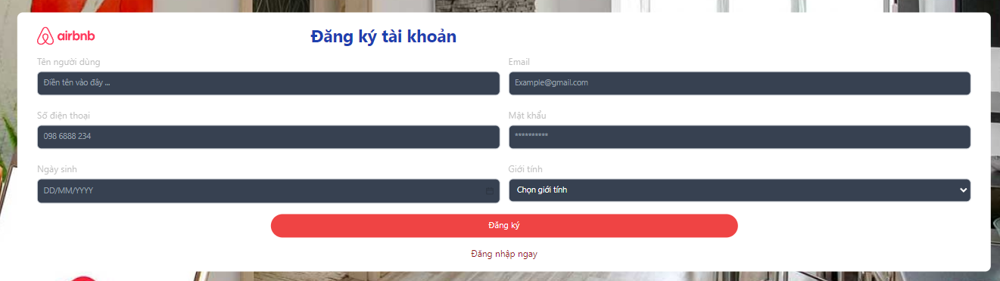 airbnb
Đăng ký tài khoản
Tên người dùng
Email
Điền tên vào đây ...
Example@gmail.com
Số điện thoại
Mật khẩu
098 6888 234
**********
Ngày sinh
Giới tính
DD/MM/YYYY
Chọn giới tính
Đăng ký
Đăng nhập ngay